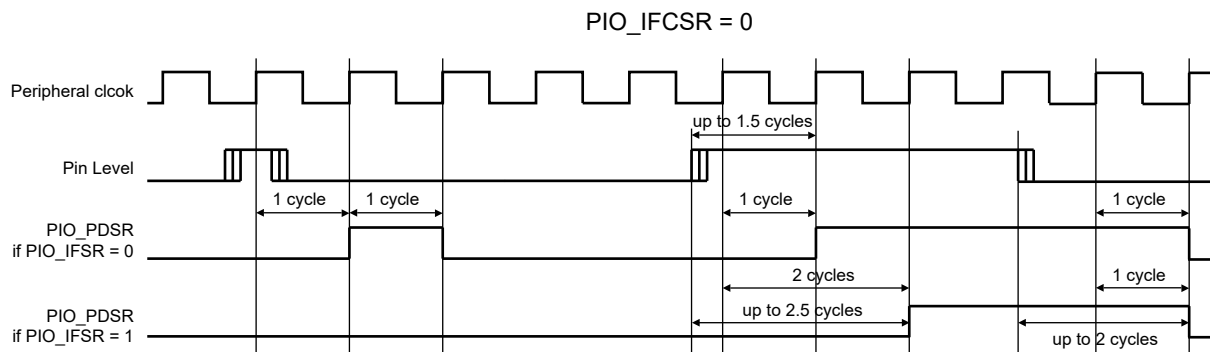 PIO_IFCSR = 0
Peripheral clcok
up to 1.5 cycles
Pin Level
1 cycle
1 cycle
1 cycle
1 cycle
PIO_PDSR
if PIO_IFSR = 0
2 cycles
1 cycle
PIO_PDSR
if PIO_IFSR = 1
up to 2.5 cycles
up to 2 cycles